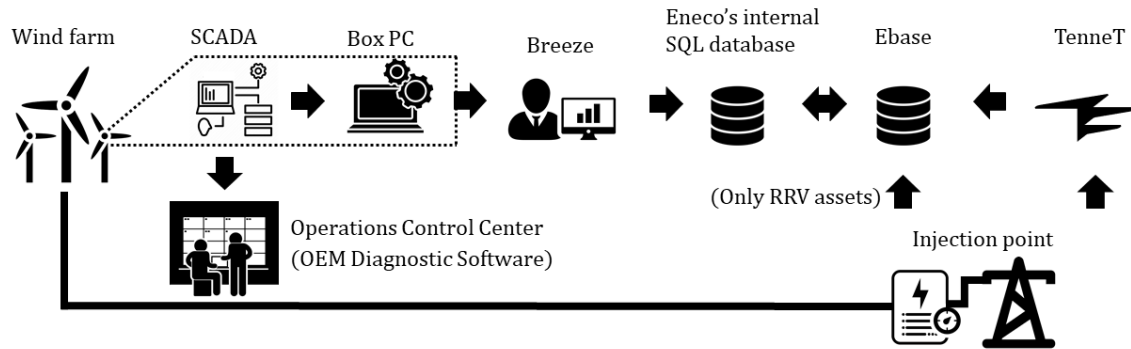 Wind farm
SCADA
Box PC
Breeze
Eneco's internal
SQL database
Ebase
TenneT
(Only RRV assets)
Operations Control Center
(OEM Diagnostic Software)
Injection point